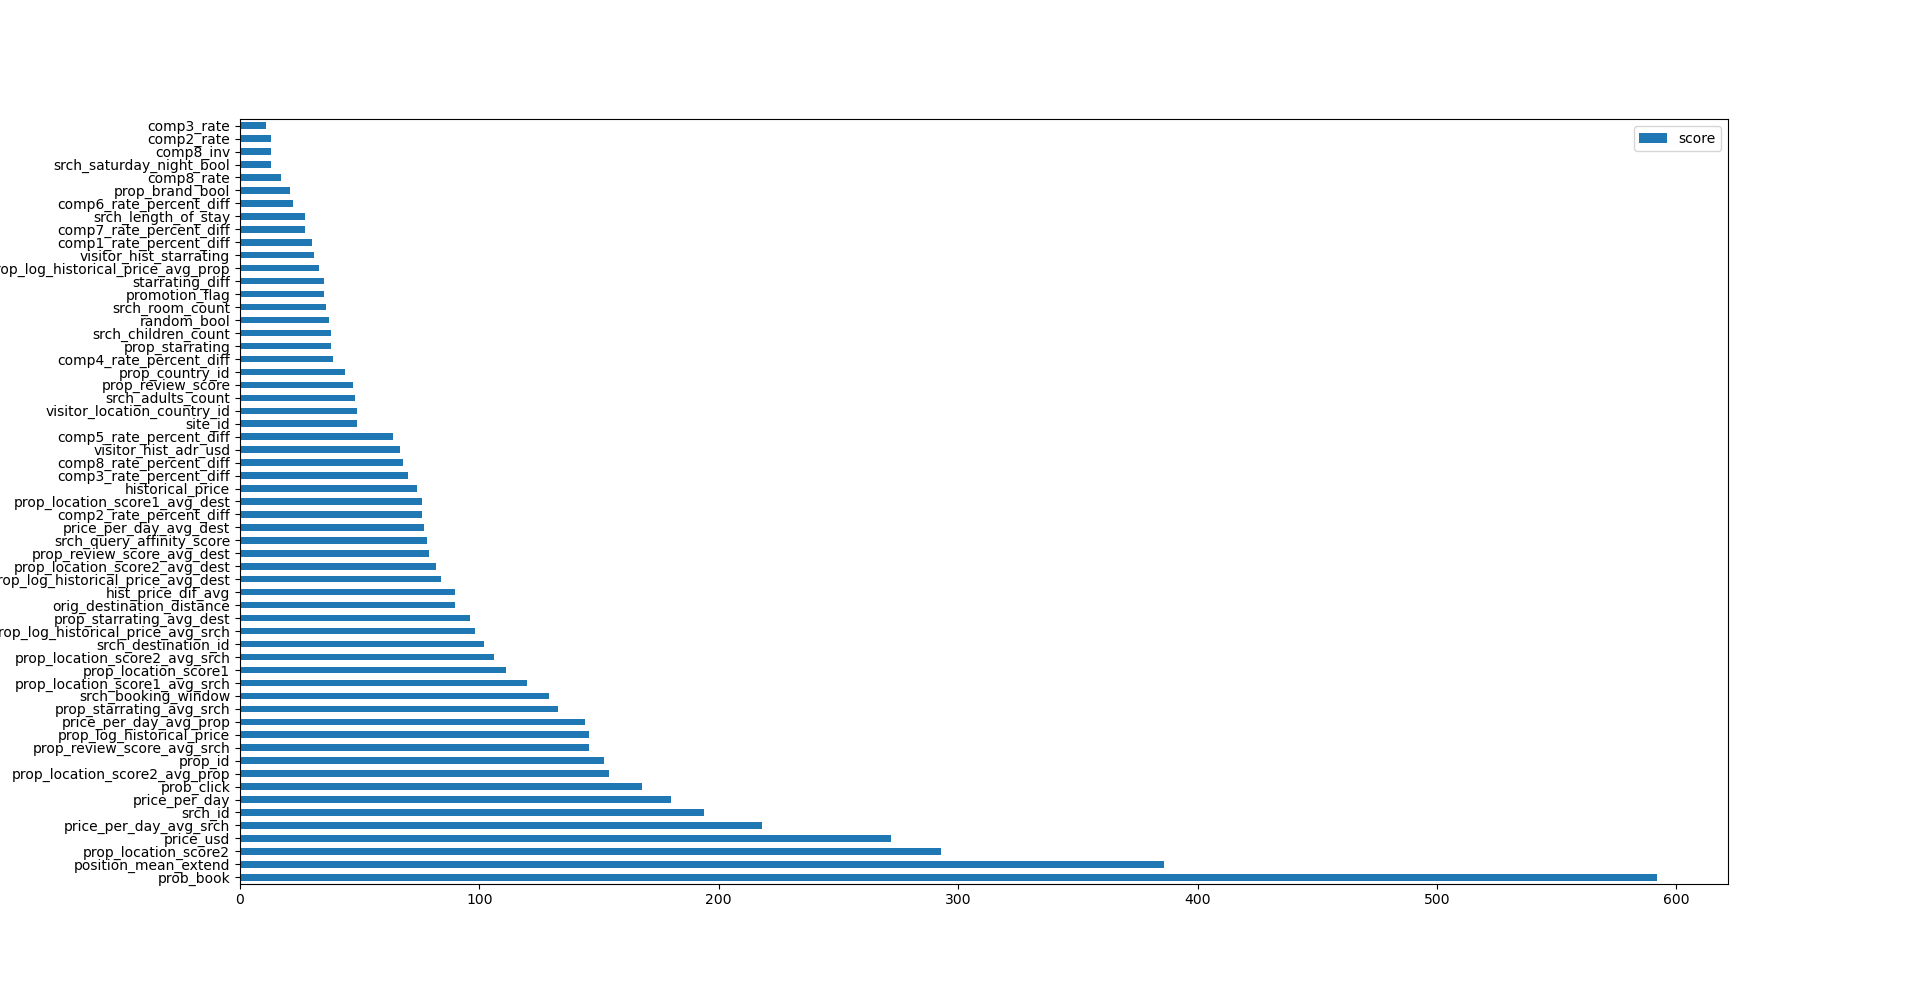 comp3_rate
comp2_rate
comp8_inv
srch_saturday_night_bool
comp8_rate
prop_brand_bool
comp6_rate_percent_diff
srch_length_of_stay
comp7_rate_percent_diff
comp1_rate_percent_diff
visitor_hist_starrating
rop_log_historical_price_avg_prop
starrating_diff
promotion_flag
srch_room_count
random_bool
srch_children_count
prop_starrating
comp4_rate_percent_diff
prop_country_id
prop_review_score
srch_adults_count
visitor_location_country_id
site_id
comp5_rate_percent_diff
visitor_hist_adr_usd
comp8_rate_percent_diff
comp3_rate_percent_diff
historical_price
prop_location_score1_avg_dest
comp2_rate_percent_diff
price_per_day_avg_dest
srch_query_affinity_score
prop_review_score_avg_dest
prop_location_score2_avg_dest
rop_log_historical_price_avg_dest
hist_price_dif_avg
orig_destination_distance
prop_starrating_avg_dest
rop_log_historical_price_avg_srch
srch_destination_id
prop_location_score2_avg_srch
prop_location_score1
prop_location_score1_avg_srch
srch_booking_window
prop_starrating_avg_srch
price_per_day_avg_prop
prop_log_historical_price
prop_review_score_avg_srch
prop_id
prop_location_score2_avg_prop
prob_click
price_per_day
srch_id
price_per_day_avg_srch
price_usd
prop_location_score2
position_mean_extend
prob_book
0 100 200 300 400 500 600
score